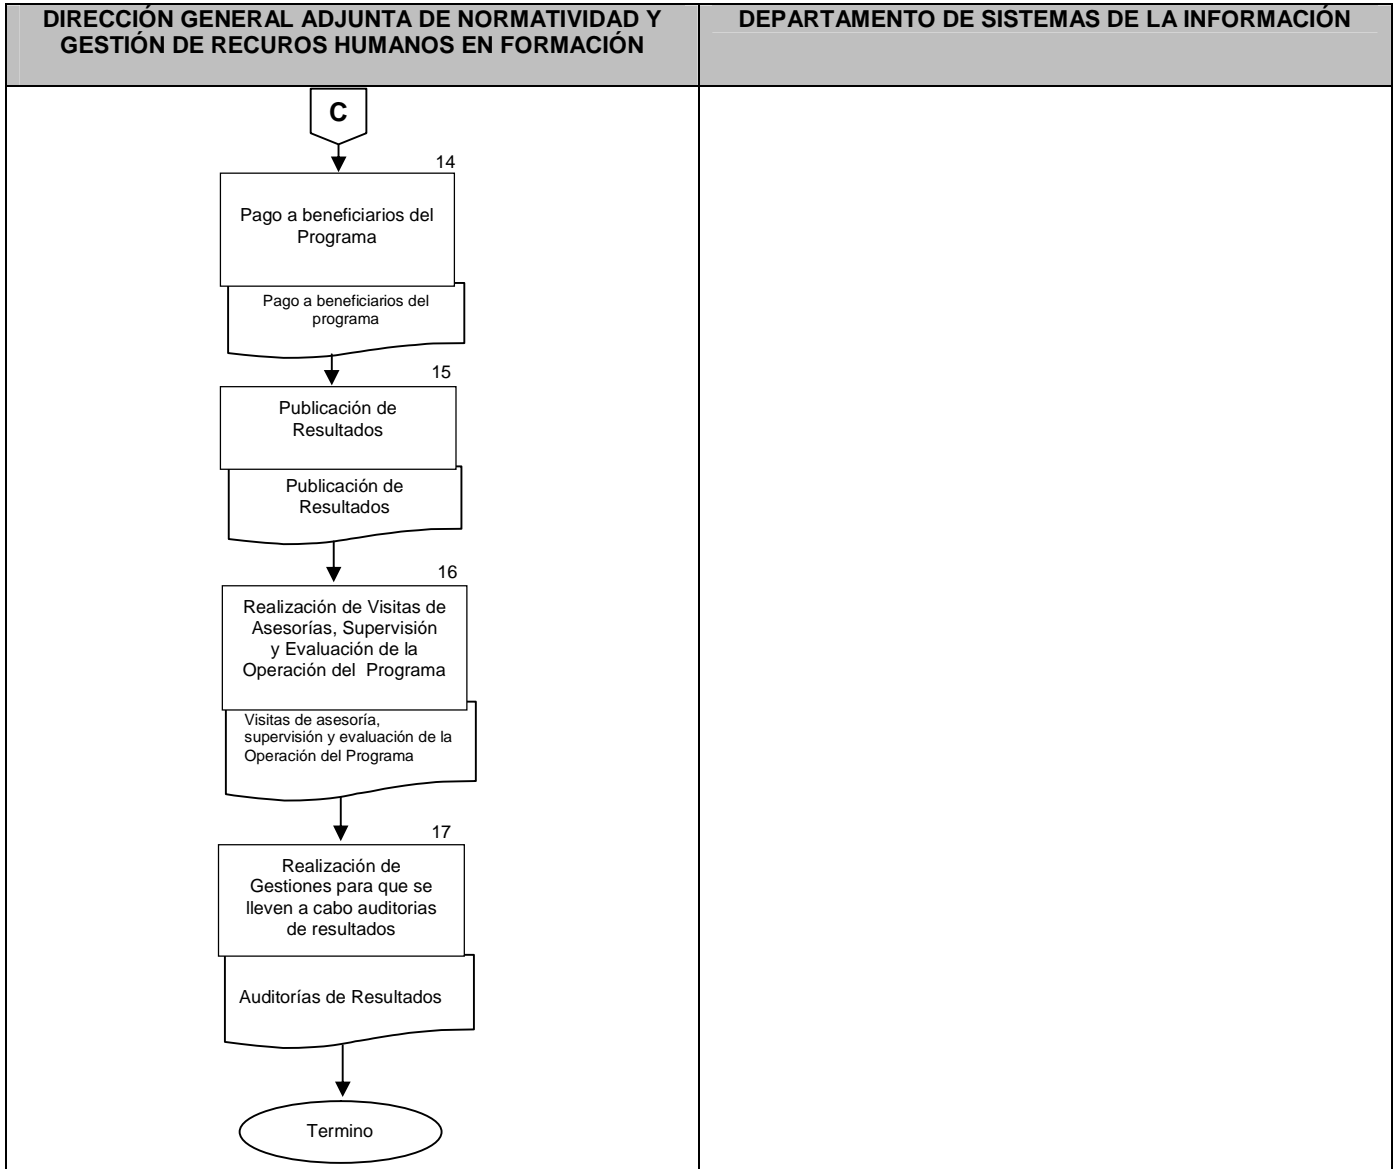 DIRECCIÓN GENERAL ADJUNTA DE NORMATIVIDAD Y
GESTIÓN DE RECUROS HUMANOS EN FORMACIÓN
DEPARTAMENTO DE SISTEMAS DE LA INFORMACIÓN
C
14
Pago a beneficiarios del
Programa
Pago a beneficiarios del
programa
15
Publicación de
Resultados
Publicación de
Resultados
16
Realización de Visitas de
Asesorías, Supervisión
y Evaluación de la
Operación del Programa
Visitas de asesoría,
supervisión y evaluación de la
Operación del Programa
17
Realización de
Gestiones para que se
lleven a cabo auditorias
de resultados
Auditorías de Resultados
Termino